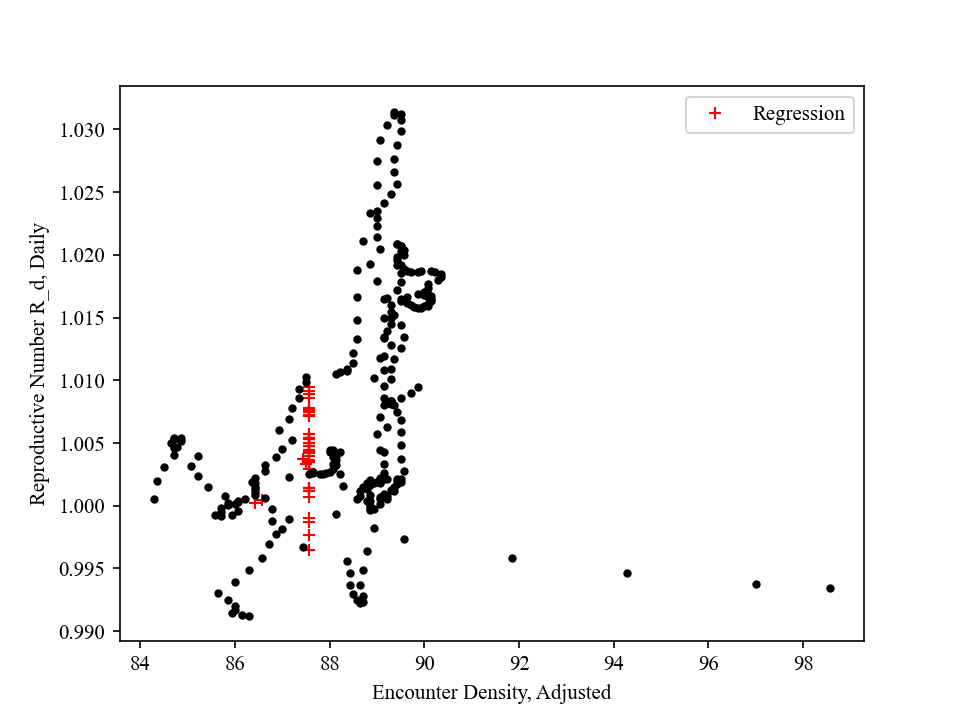 Regression
1.030
1.025
1.020
1.015
1.010
1.005
1.000
0.995
0.990
Reproductive Number R_d, Daily
84 86 88 90 92 94 96 98
Encounter Density, Adjusted